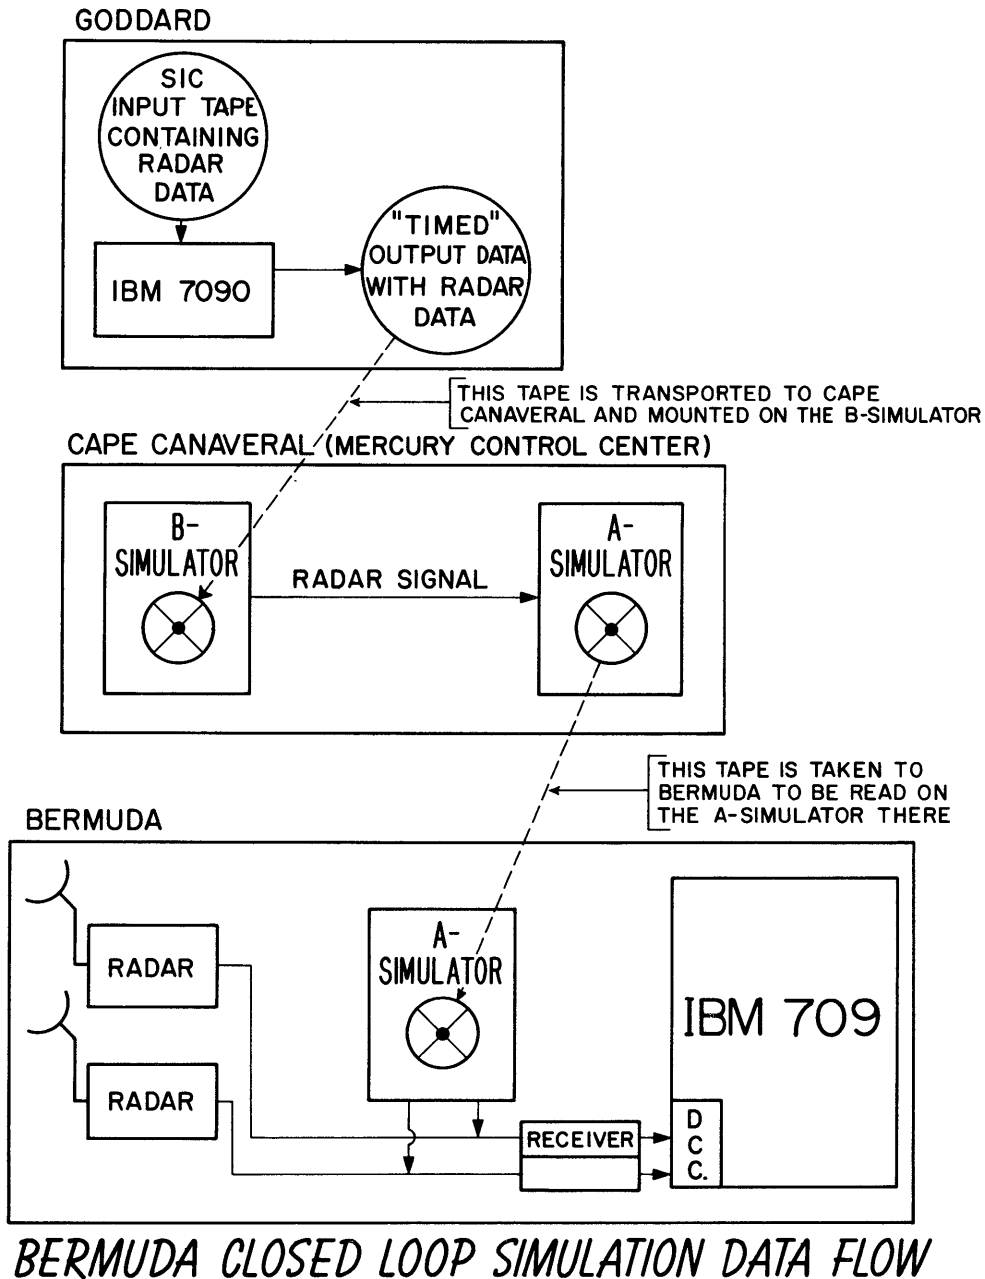 GODDARD
SIC
INPUT TAPE
CONTAINING
RADAR
DATA
IBM 7090
"TIMED"
OUTPUT DATA
WITH RADAR
DATA
THIS TAPE IS TRANSPORTED TO CAPE
CANAVERAL AND MOUNTED ON THE B-SIMULATOR
CAPE CANAVERAL (MERCURY CONTROL CENTER)
B-
SIMULATOR
RADAR SIGNAL
A-
SIMULATOR
THIS TAPE IS TAKEN TO
BERMUDA TO BE READ ON
THE A-SIMULATOR THERE
BERMUDA
RADAR
RADAR
A-
SIMULATOR
IBM 709
RECEIVER
D
C
C.
BERMUDA CLOSED LOOP SIMULATION DATA FLOW